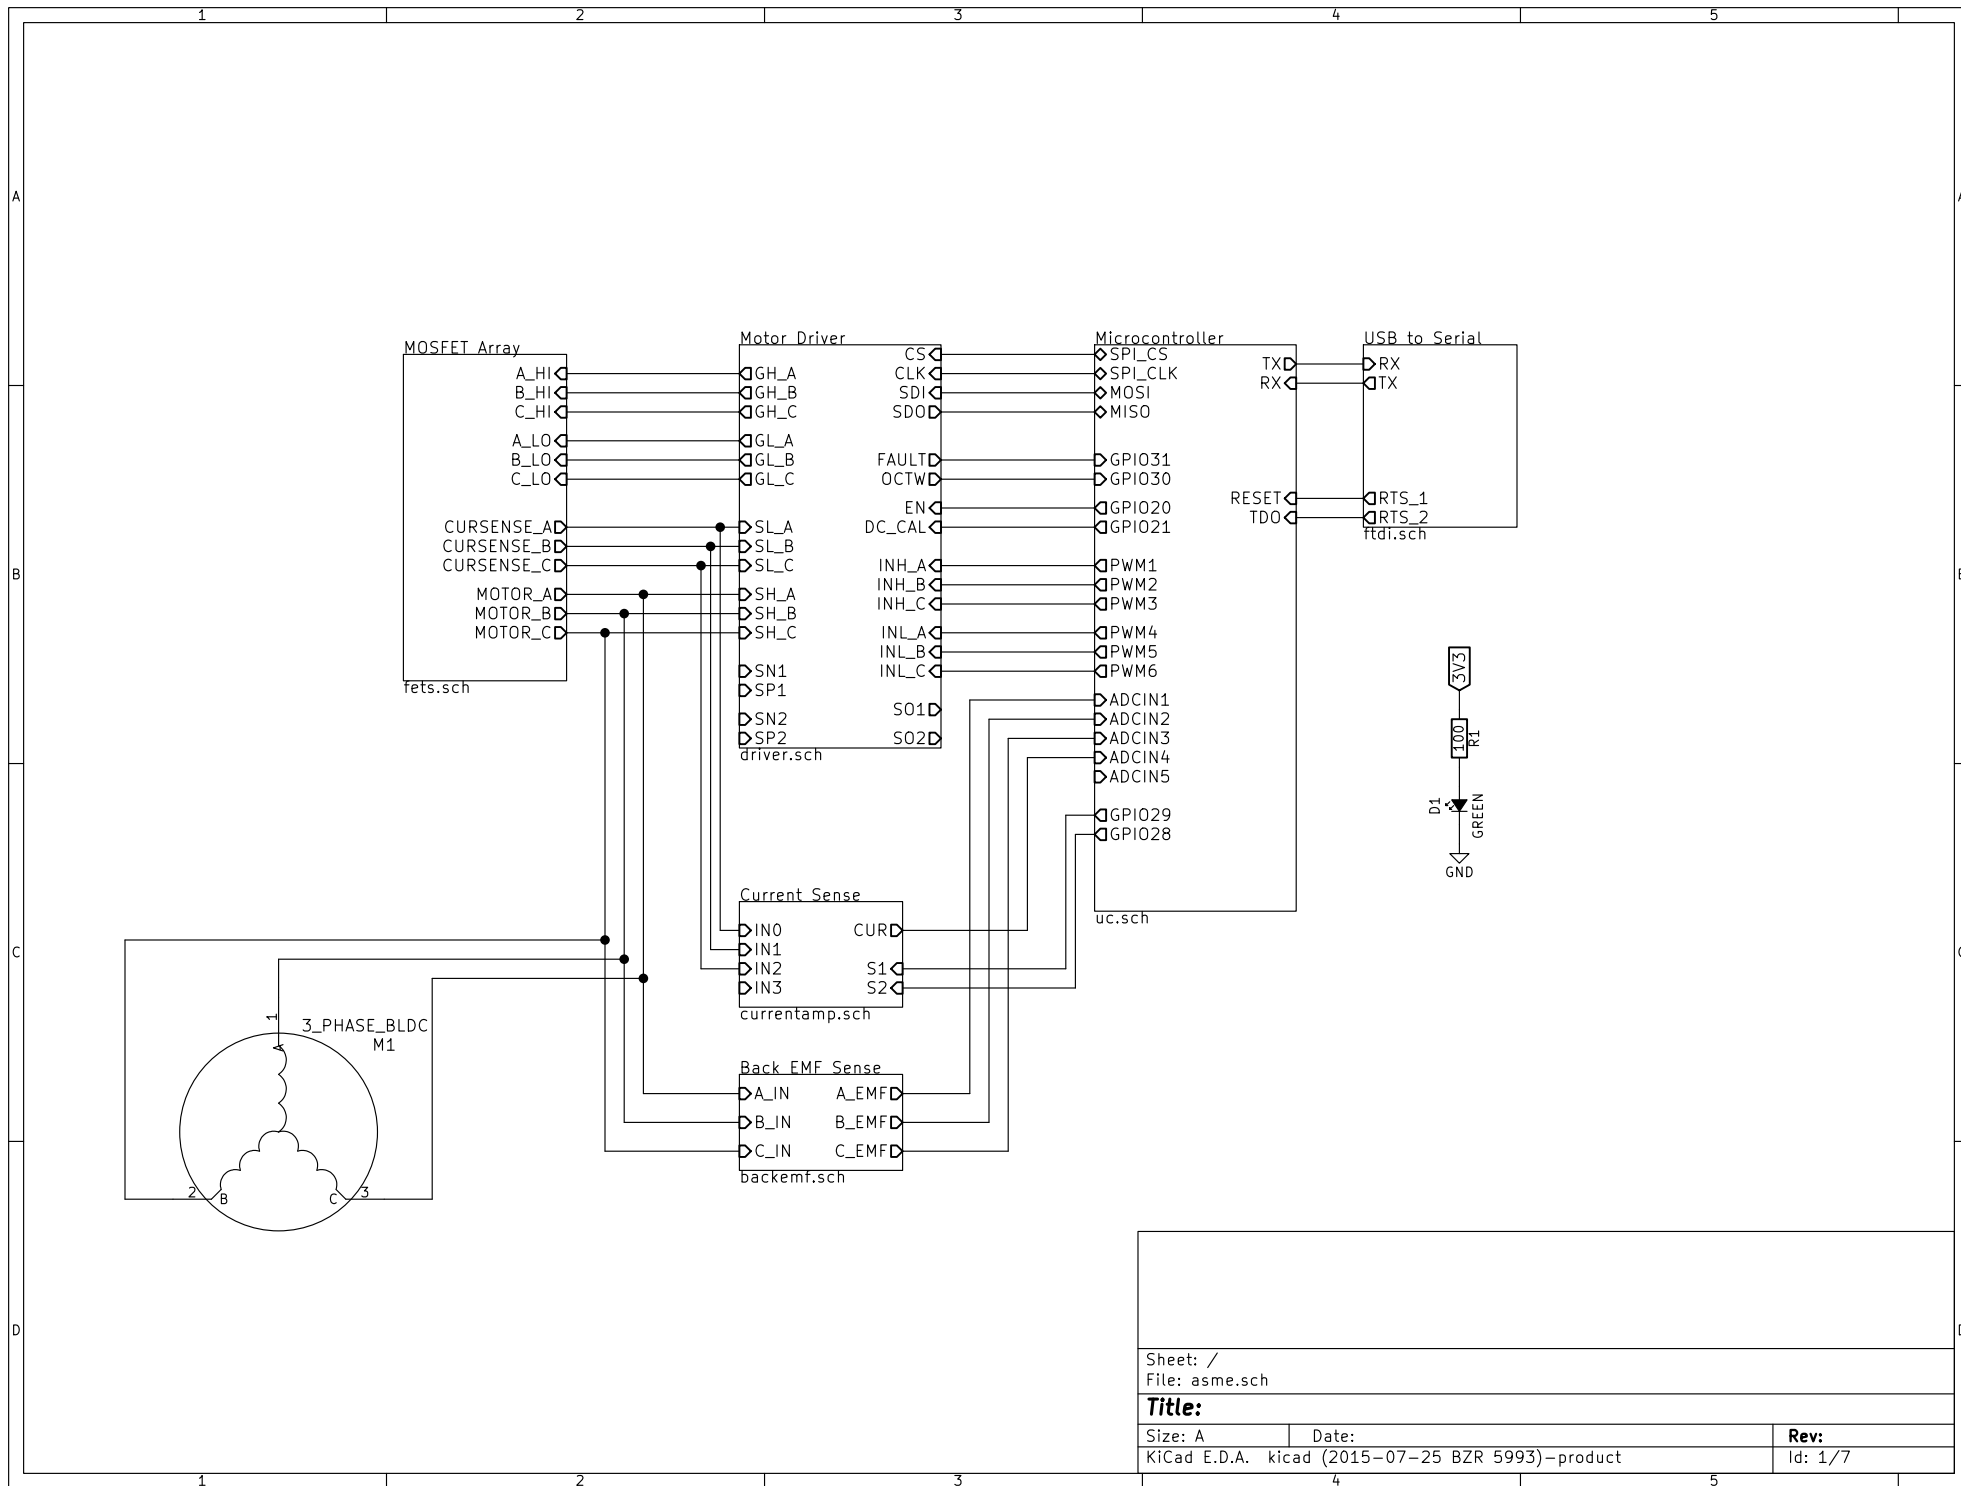 1 2 3 4 5
A
B
C
D
MOSFET Array
A_HI
B_HI
C_HI
A_LO
B_LO
C_LO
CURSENSE_A
CURSENSE_B
CURSENSE_C
MOTOR_A
MOTOR_B
MOTOR_C
fets.sch
Motor Driver
GH_A
GH_B
GH_C
GL_A
GL_B
GL_C
SL_A
SL_B
SL_C
SH_A
SH_B
SH_C
SN1
SP1
SN2
SP2
CS
CLK
SDI
SDO
FAULT
OCTW
EN
DC_CAL
INH_A
INH_B
INH_C
INL_A
INL_B
INL_C
SO1
SO2
driver.sch
Microcontroller
SPI_CS
SPI_CLK
MOSI
MISO
GPIO31
GPIO30
GPIO20
GPIO21
PWM1
PWM2
PWM3
PWM4
PWM5
PWM6
ADCIN1
ADCIN2
ADCIN3
ADCIN4
ADCIN5
GPIO29
GPIO28
TX
RX
RESET
TDO
uc.sch
USB to Serial
RX
TX
RTS_1
RTS_2
ftdi.sch
3V3
100
R1
D1
GREEN
GND
Current Sense
IN0
IN1
IN2
IN3
CUR
S1
S2
currentamp.sch
Back EMF Sense
A_IN
B_IN
C_IN
A_EMF
B_EMF
C_EMF
backemf.sch
3_PHASE_BLDC
M1
1
A
2
B
C
3
Sheet: /
File: asme.sch
Title:
Size: A
Date:
Rev:
KiCad E.D.A. kicad (2015-07-25 BZR 5993)-product
Id: 1/7
1 2 3 4 5